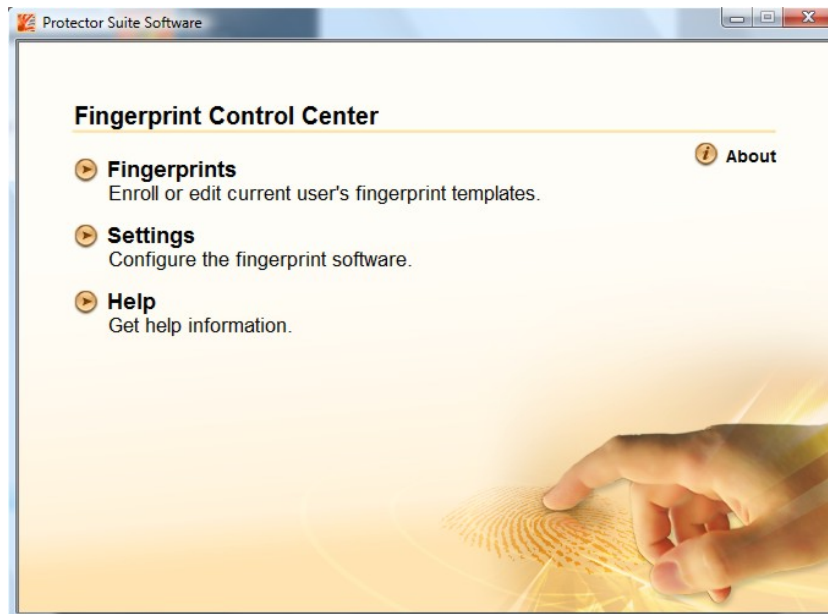 Protector Suite Software
Fingerprint Control Center
About
Fingerprints
Enroll or edit current user's fingerprint templates.
Settings
Configure the fingerprint software.
Help
Get help information.